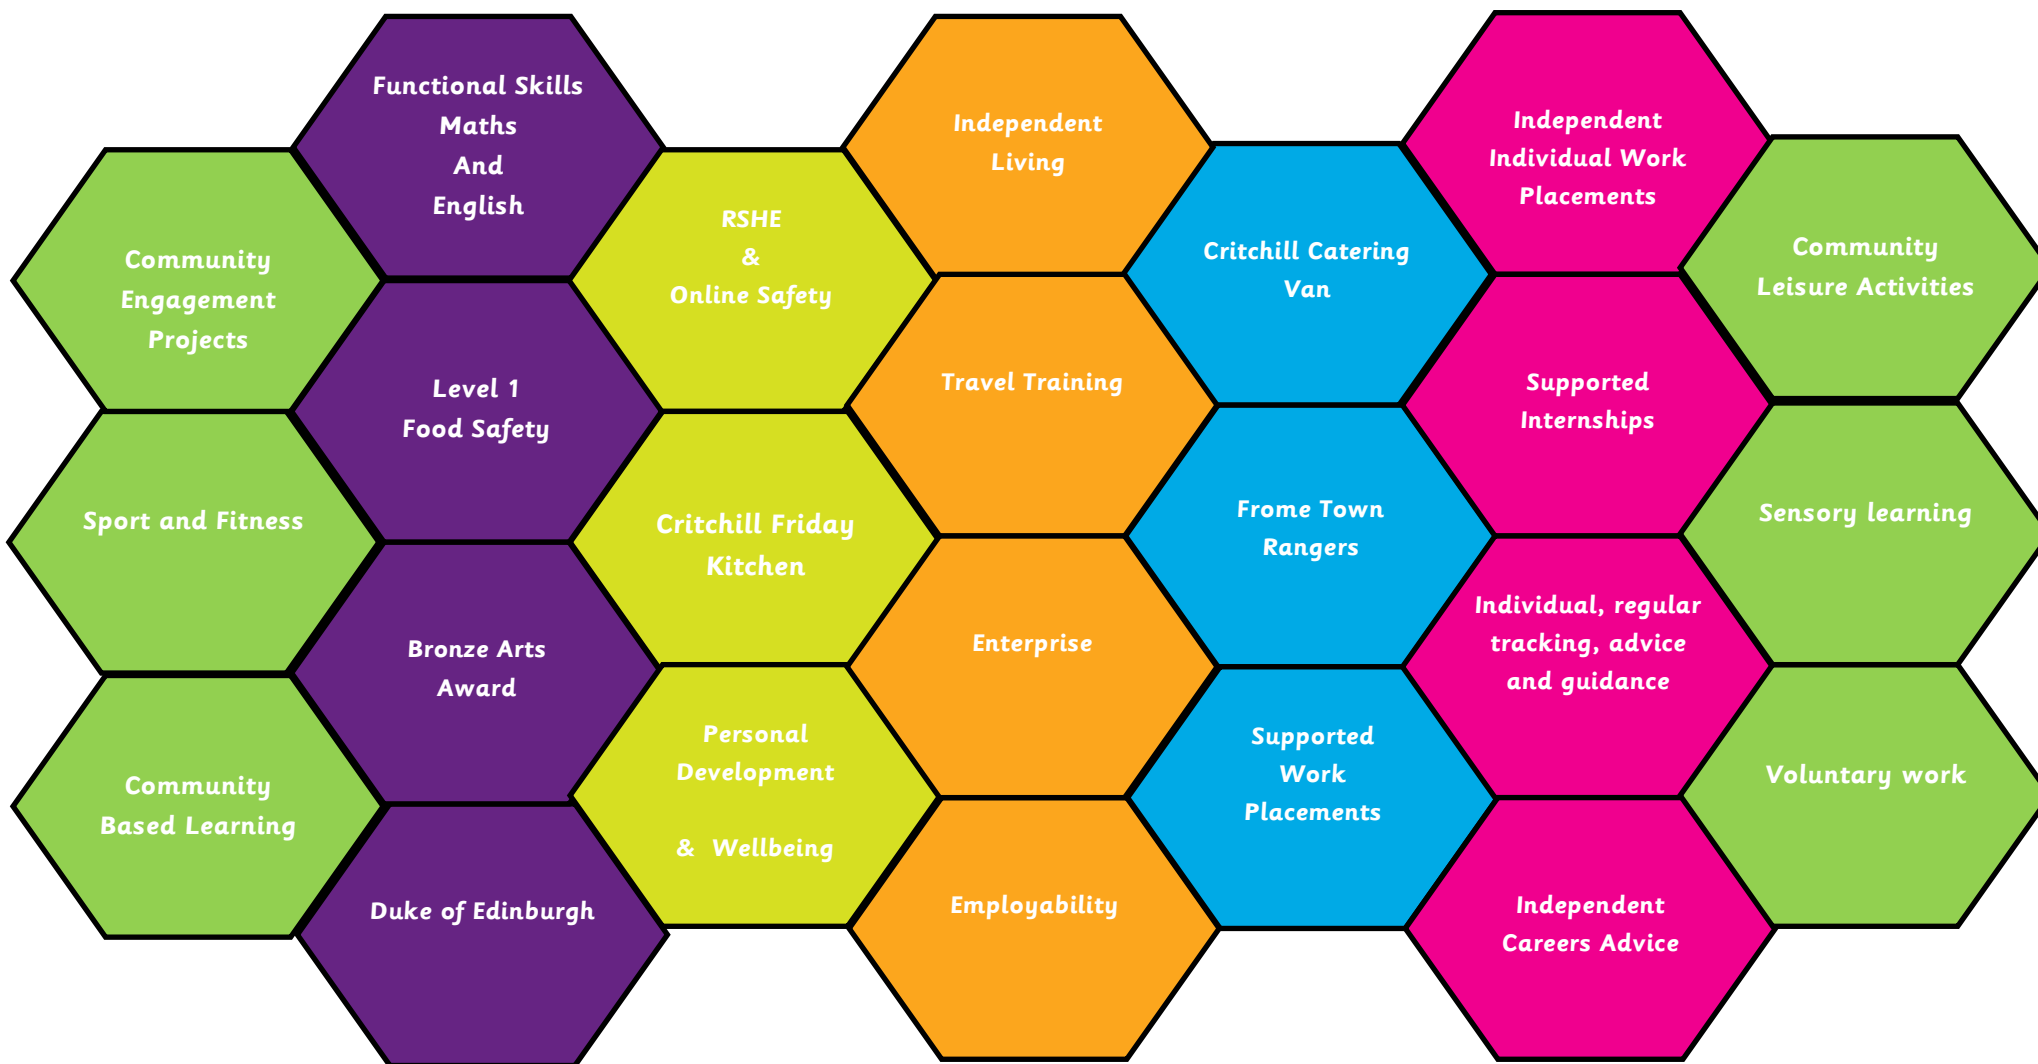 Community
Engagement
Projects
Sport and Fitness
Community
Based Learning
Functional Skills
Maths
And
English
Level 1
Food Safety
Bronze Arts
Award
Duke of Edinburgh
RSHE
&
Online Safety
Critchill Friday
Kitchen
Personal
Development
& Wellbeing
Independent
Living
Travel Training
Enterprise
Employability
Critchill Catering
Van
Frome Town
Rangers
Supported
Work
Placements
Independent
Individual Work
Placements
Supported
Internships
Individual, regular
tracking, advice
and guidance
Independent
Careers Advice
Community
Leisure Activities
Sensory learning
Voluntary work